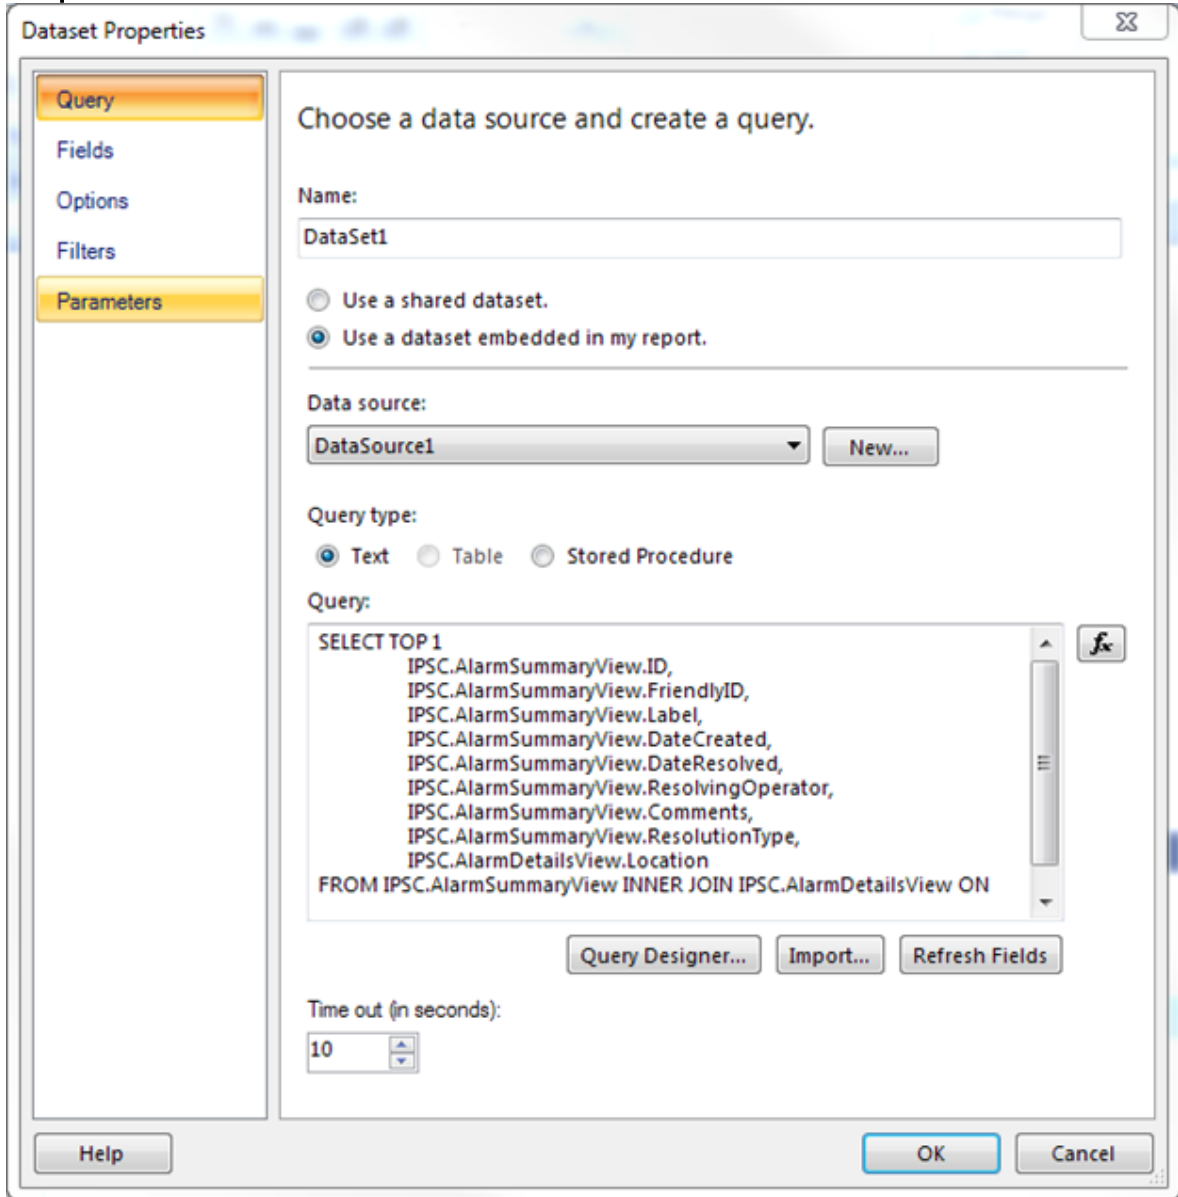 Dataset Properties
Query
Fields
Options
Filters
Parameters
Choose a data source and create a query.
Name:
DataSet1
Use a shared dataset.
Use a dataset embedded in my report.
Data source:
DataSource1
New...
Query type:
Text Table Stored Procedure
Query:
SELECT TOP 1
IPSC.AlarmSummaryView.ID,
IPSC.AlarmSummaryView.FriendlyID,
IPSC.AlarmSummaryView.Label,
IPSC.AlarmSummaryView.DateCreated,
IPSC.AlarmSummaryView.DateResolved,
IPSC.AlarmSummaryView.ResolvingOperator,
IPSC.AlarmSummaryView.Comments,
IPSC.AlarmSummaryView.ResolutionType,
IPSC.AlarmDetailsView.Location
FROM IPSC.AlarmSummaryView INNER JOIN IPSC.AlarmDetailsView ON
fx
Query Designer... Import... Refresh Fields
Time out (in seconds):
10
Help OK Cancel